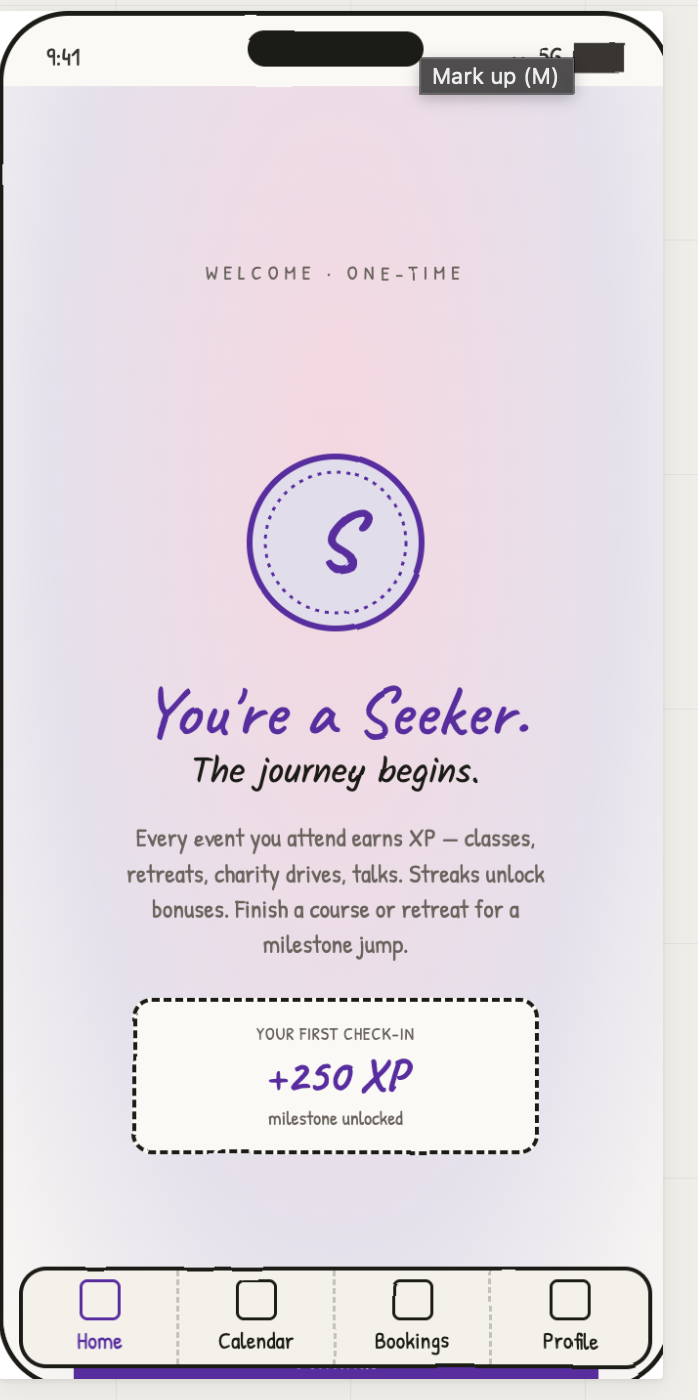 9:41
5G
Mark up (M)
WELCOME · ONE-TIME
S
You're a Seeker.
The journey begins.
Every event you attend earns XP — classes,
retreats, charity drives, talks. Streaks unlock
bonuses. Finish a course or retreat for a
milestone jump.
YOUR FIRST CHECK-IN
+250 XP
milestone unlocked
Home
Calendar
Bookings
Profile